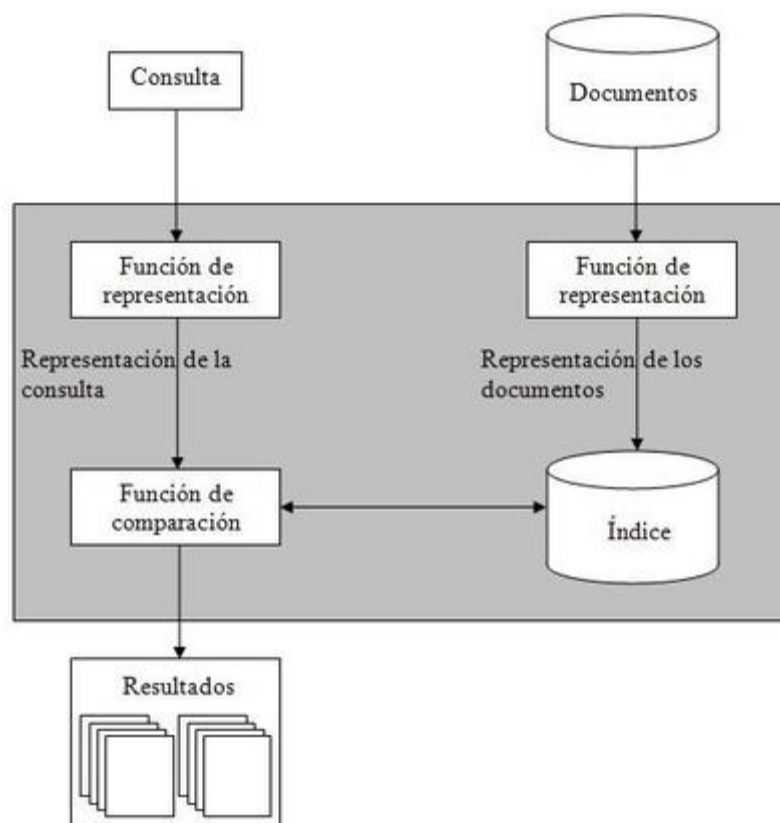 Consulta
Documentos
Función de
representación
Función de
representación
Representación de la
consulta
Representación de los
documentos
Función de
comparación
Índice
Resultados